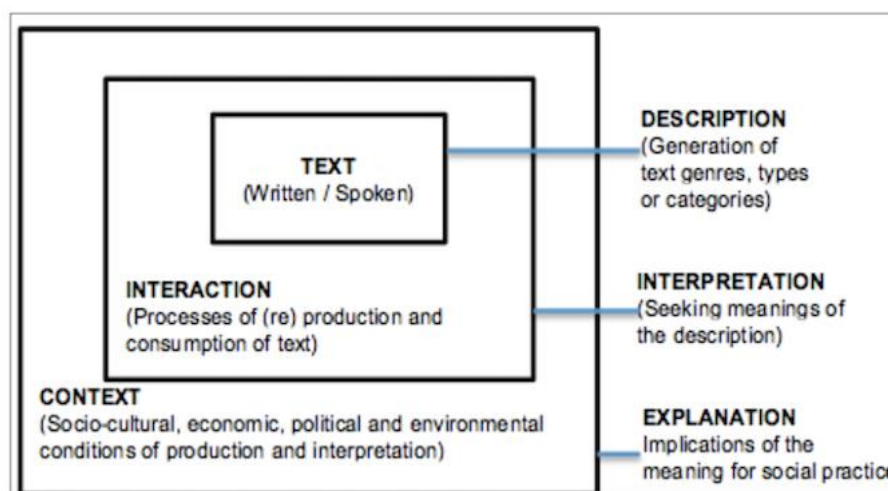 TEXT
(Written / Spoken)
INTERACTION
(Processes of (re) production and
consumption of text)
CONTEXT
(Socio-cultural, economic, political and environmental
conditions of production and interpretation)
DESCRIPTION
(Generation of
text genres, types
or categories)
INTERPRETATION
(Seeking meanings of
the description)
EXPLANATION
Implications of the
meaning for social practice